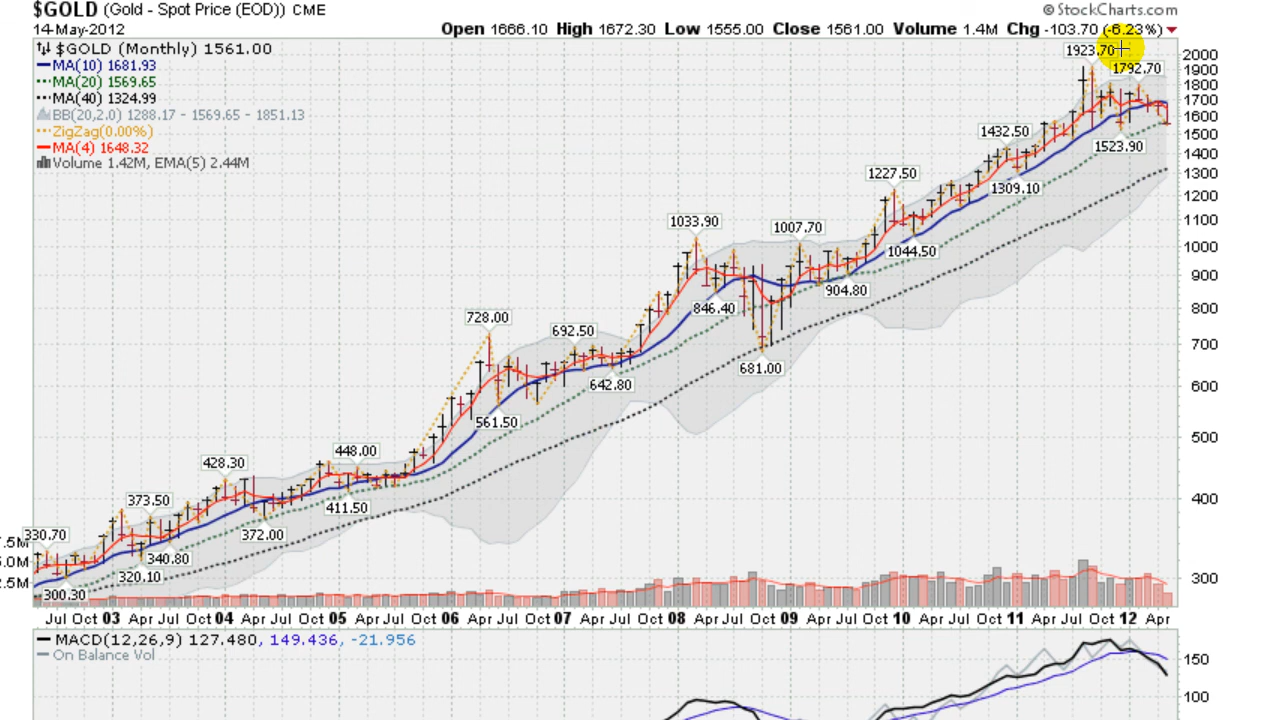 $GOLD (Gold - Spot Price (EOD)) CME
© StockCharts.com
14-May-2012
Open 1666.10 High 1672.30 Low 1555.00 Close 1561.00 Volume 1.4M Chg -103.70 (-6.23%)
$GOLD (Monthly) 1561.00
MA(10) 1681.93
MA(20) 1569.65
MA(40) 1324.99
BB(20,2.0) 1288.17 - 1569.65 - 1851.13
ZigZag(0.00%)
MA(4) 1648.32
Volume 1.42M, EMA(5) 2.44M
1923.70
1792.70
1523.90
1432.50
1309.10
1227.50
1044.50
1033.90
1007.70
904.80
846.40
728.00
692.50
681.00
642.80
561.50
448.00
428.30
411.50
373.50
372.00
330.70
340.80
320.10
300.30
2000
1900
1800
1700
1600
1500
1400
1300
1200
1100
1000
900
800
700
600
500
400
300
7.5M
5.0M
2.5M
Jul Oct 03 Apr Jul Oct 04 Apr Jul Oct 05 Apr Jul Oct 06 Apr Jul Oct 07 Apr Jul Oct 08 Apr Jul Oct 09 Apr Jul Oct 10 Apr Jul Oct 11 Apr Jul Oct 12 Apr
MACD(12,26,9) 127.480, 149.436, -21.956
On Balance Vol
150
100